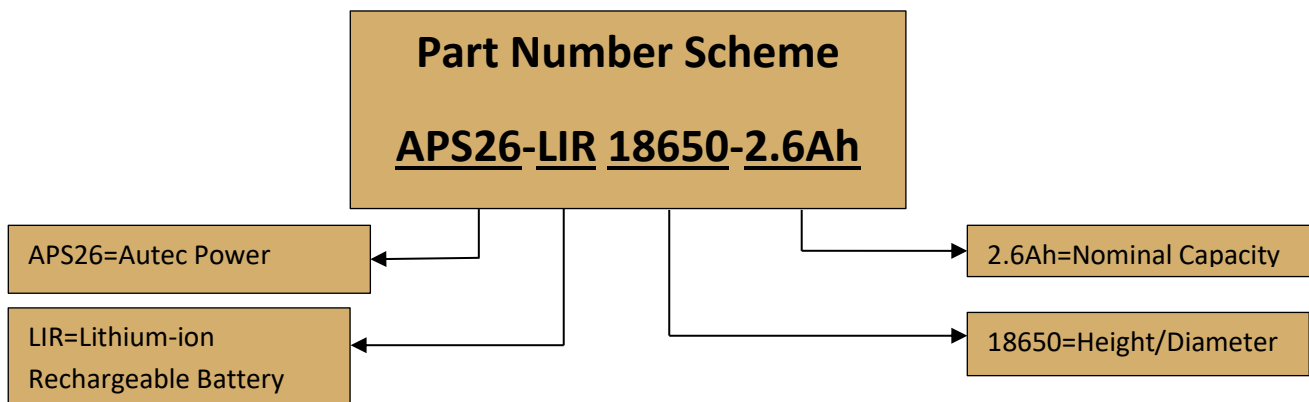 Part Number Scheme
APS26-LIR 18650-2.6Ah
APS26=Autec Power
2.6Ah=Nominal Capacity
LIR=Lithium-ion
Rechargeable Battery
18650=Height/Diameter